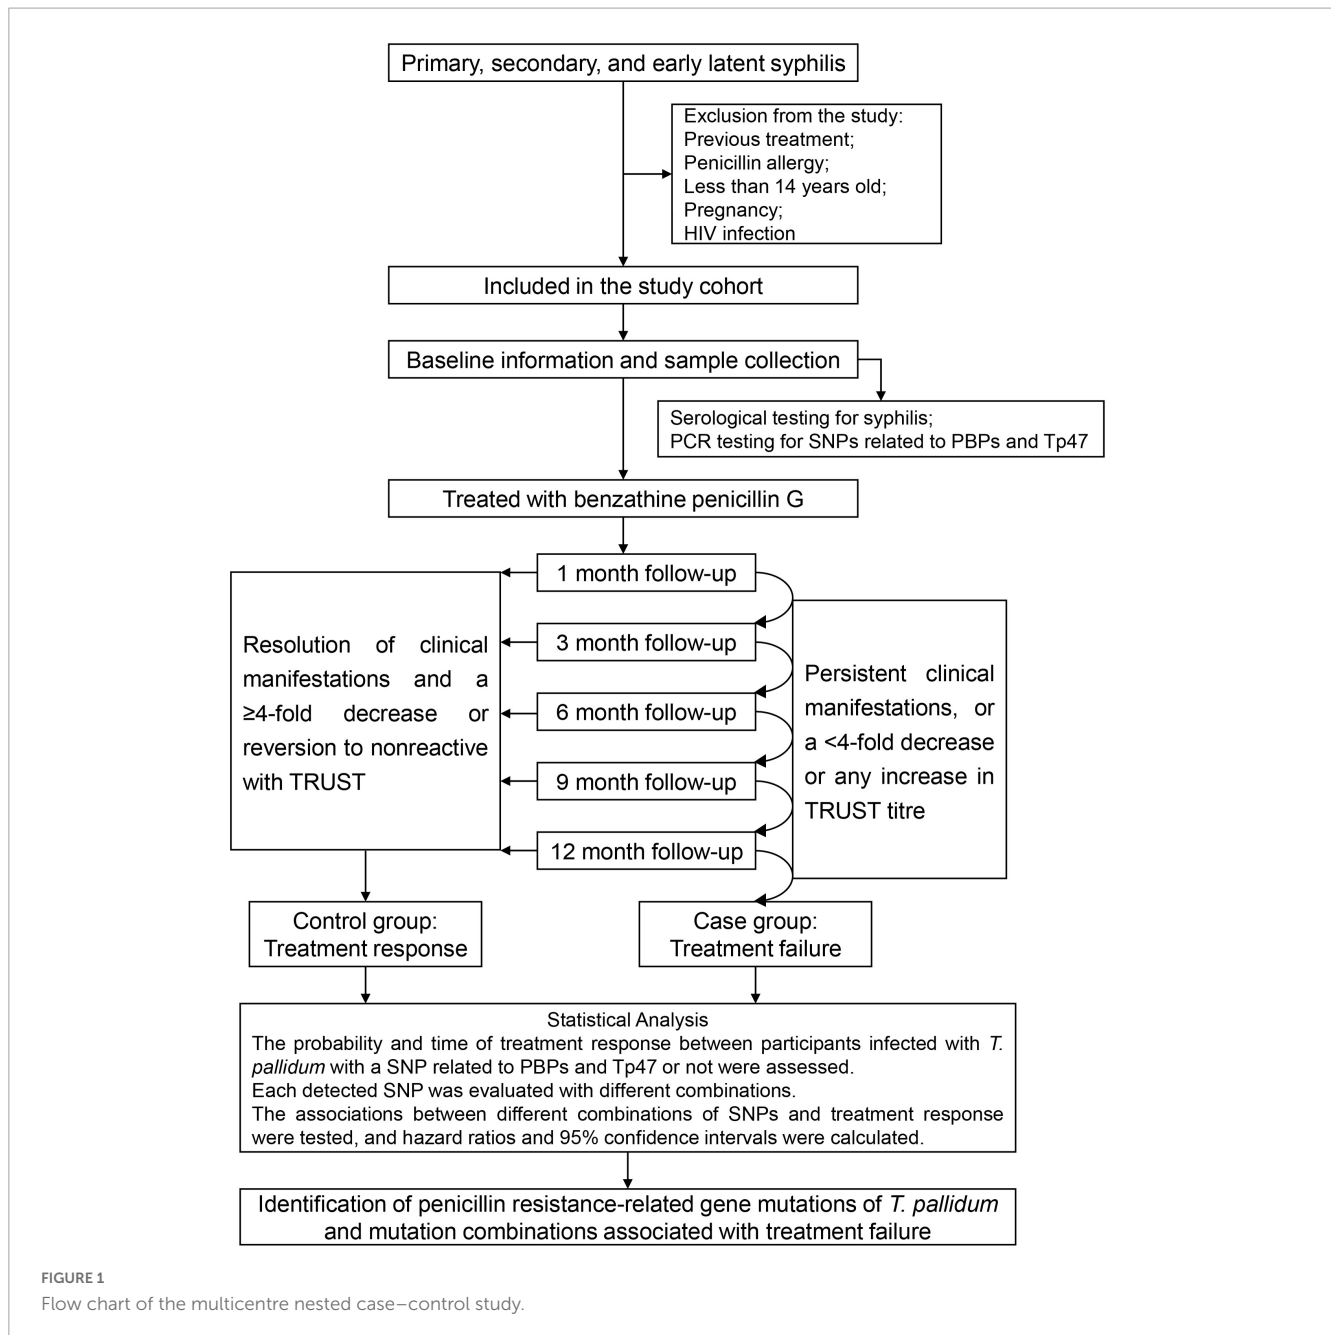 Primary, secondary, and early latent syphilis
Exclusion from the study:
Previous treatment;
Penicillin allergy;
Less than 14 years old;
Pregnancy;
HIV infection
Included in the study cohort
Baseline information and sample collection
Serological testing for syphilis;
PCR testing for SNPs related to PBPs and Tp47
Treated with benzathine penicillin G
1 month follow-up
3 month follow-up
6 month follow-up
9 month follow-up
12 month follow-up
Resolution of clinical
manifestations and a
≥4-fold decrease or
reversion to nonreactive
with TRUST
Persistent clinical
manifestations, or
a <4-fold decrease
or any increase in
TRUST titre
Control group:
Treatment response
Case group:
Treatment failure
Statistical Analysis
The probability and time of treatment response between participants infected with T.
pallidum with a SNP related to PBPs and Tp47 or not were assessed.
Each detected SNP was evaluated with different combinations.
The associations between different combinations of SNPs and treatment response
were tested, and hazard ratios and 95% confidence intervals were calculated.
Identification of penicillin resistance-related gene mutations of T. pallidum
and mutation combinations associated with treatment failure
FIGURE 1
Flow chart of the multicentre nested case–control study.